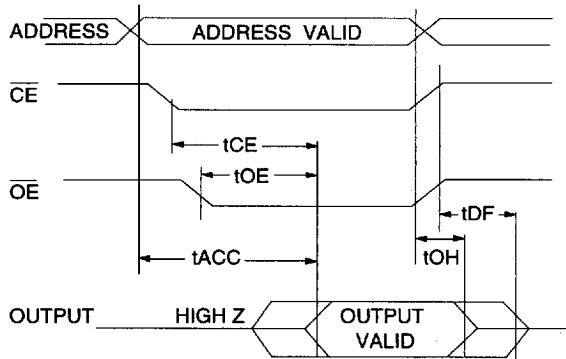 ADDRESS ADDRESS VALID
CE
tCE
tOE
OE
tDF
tACC
tOH
OUTPUT HIGH Z OUTPUT
VALID